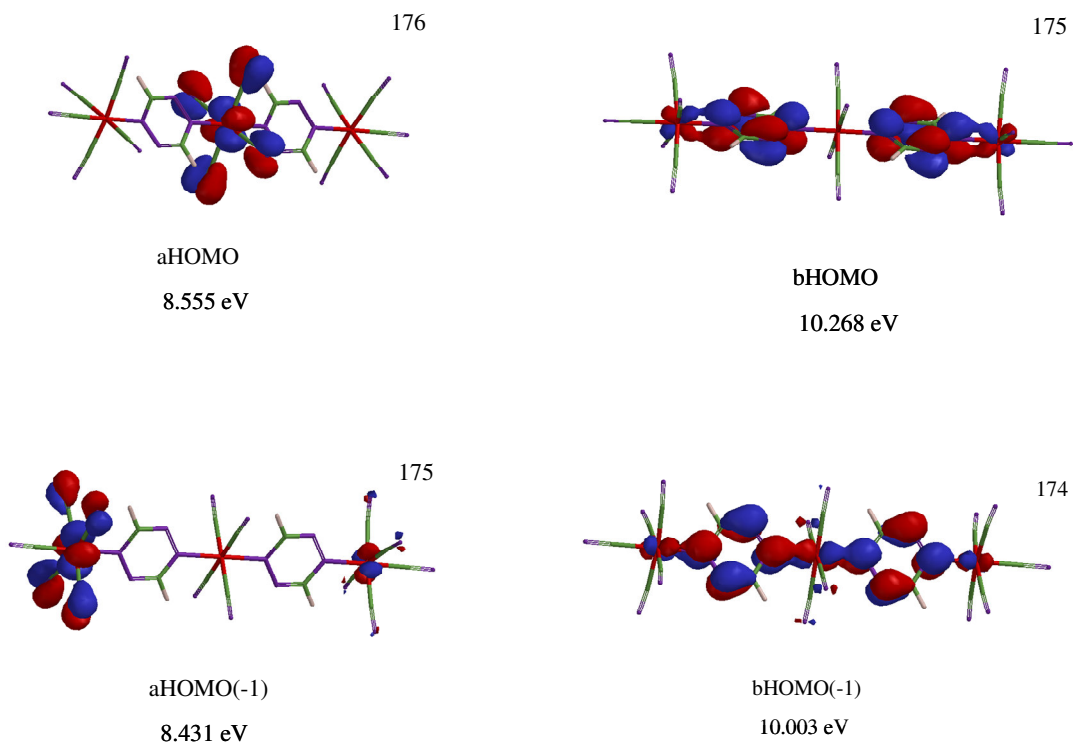 176
aHOMO
8.555 eV
175
bHOMO
10.268 eV
175
aHOMO(-1)
8.431 eV
174
bHOMO(-1)
10.003 eV